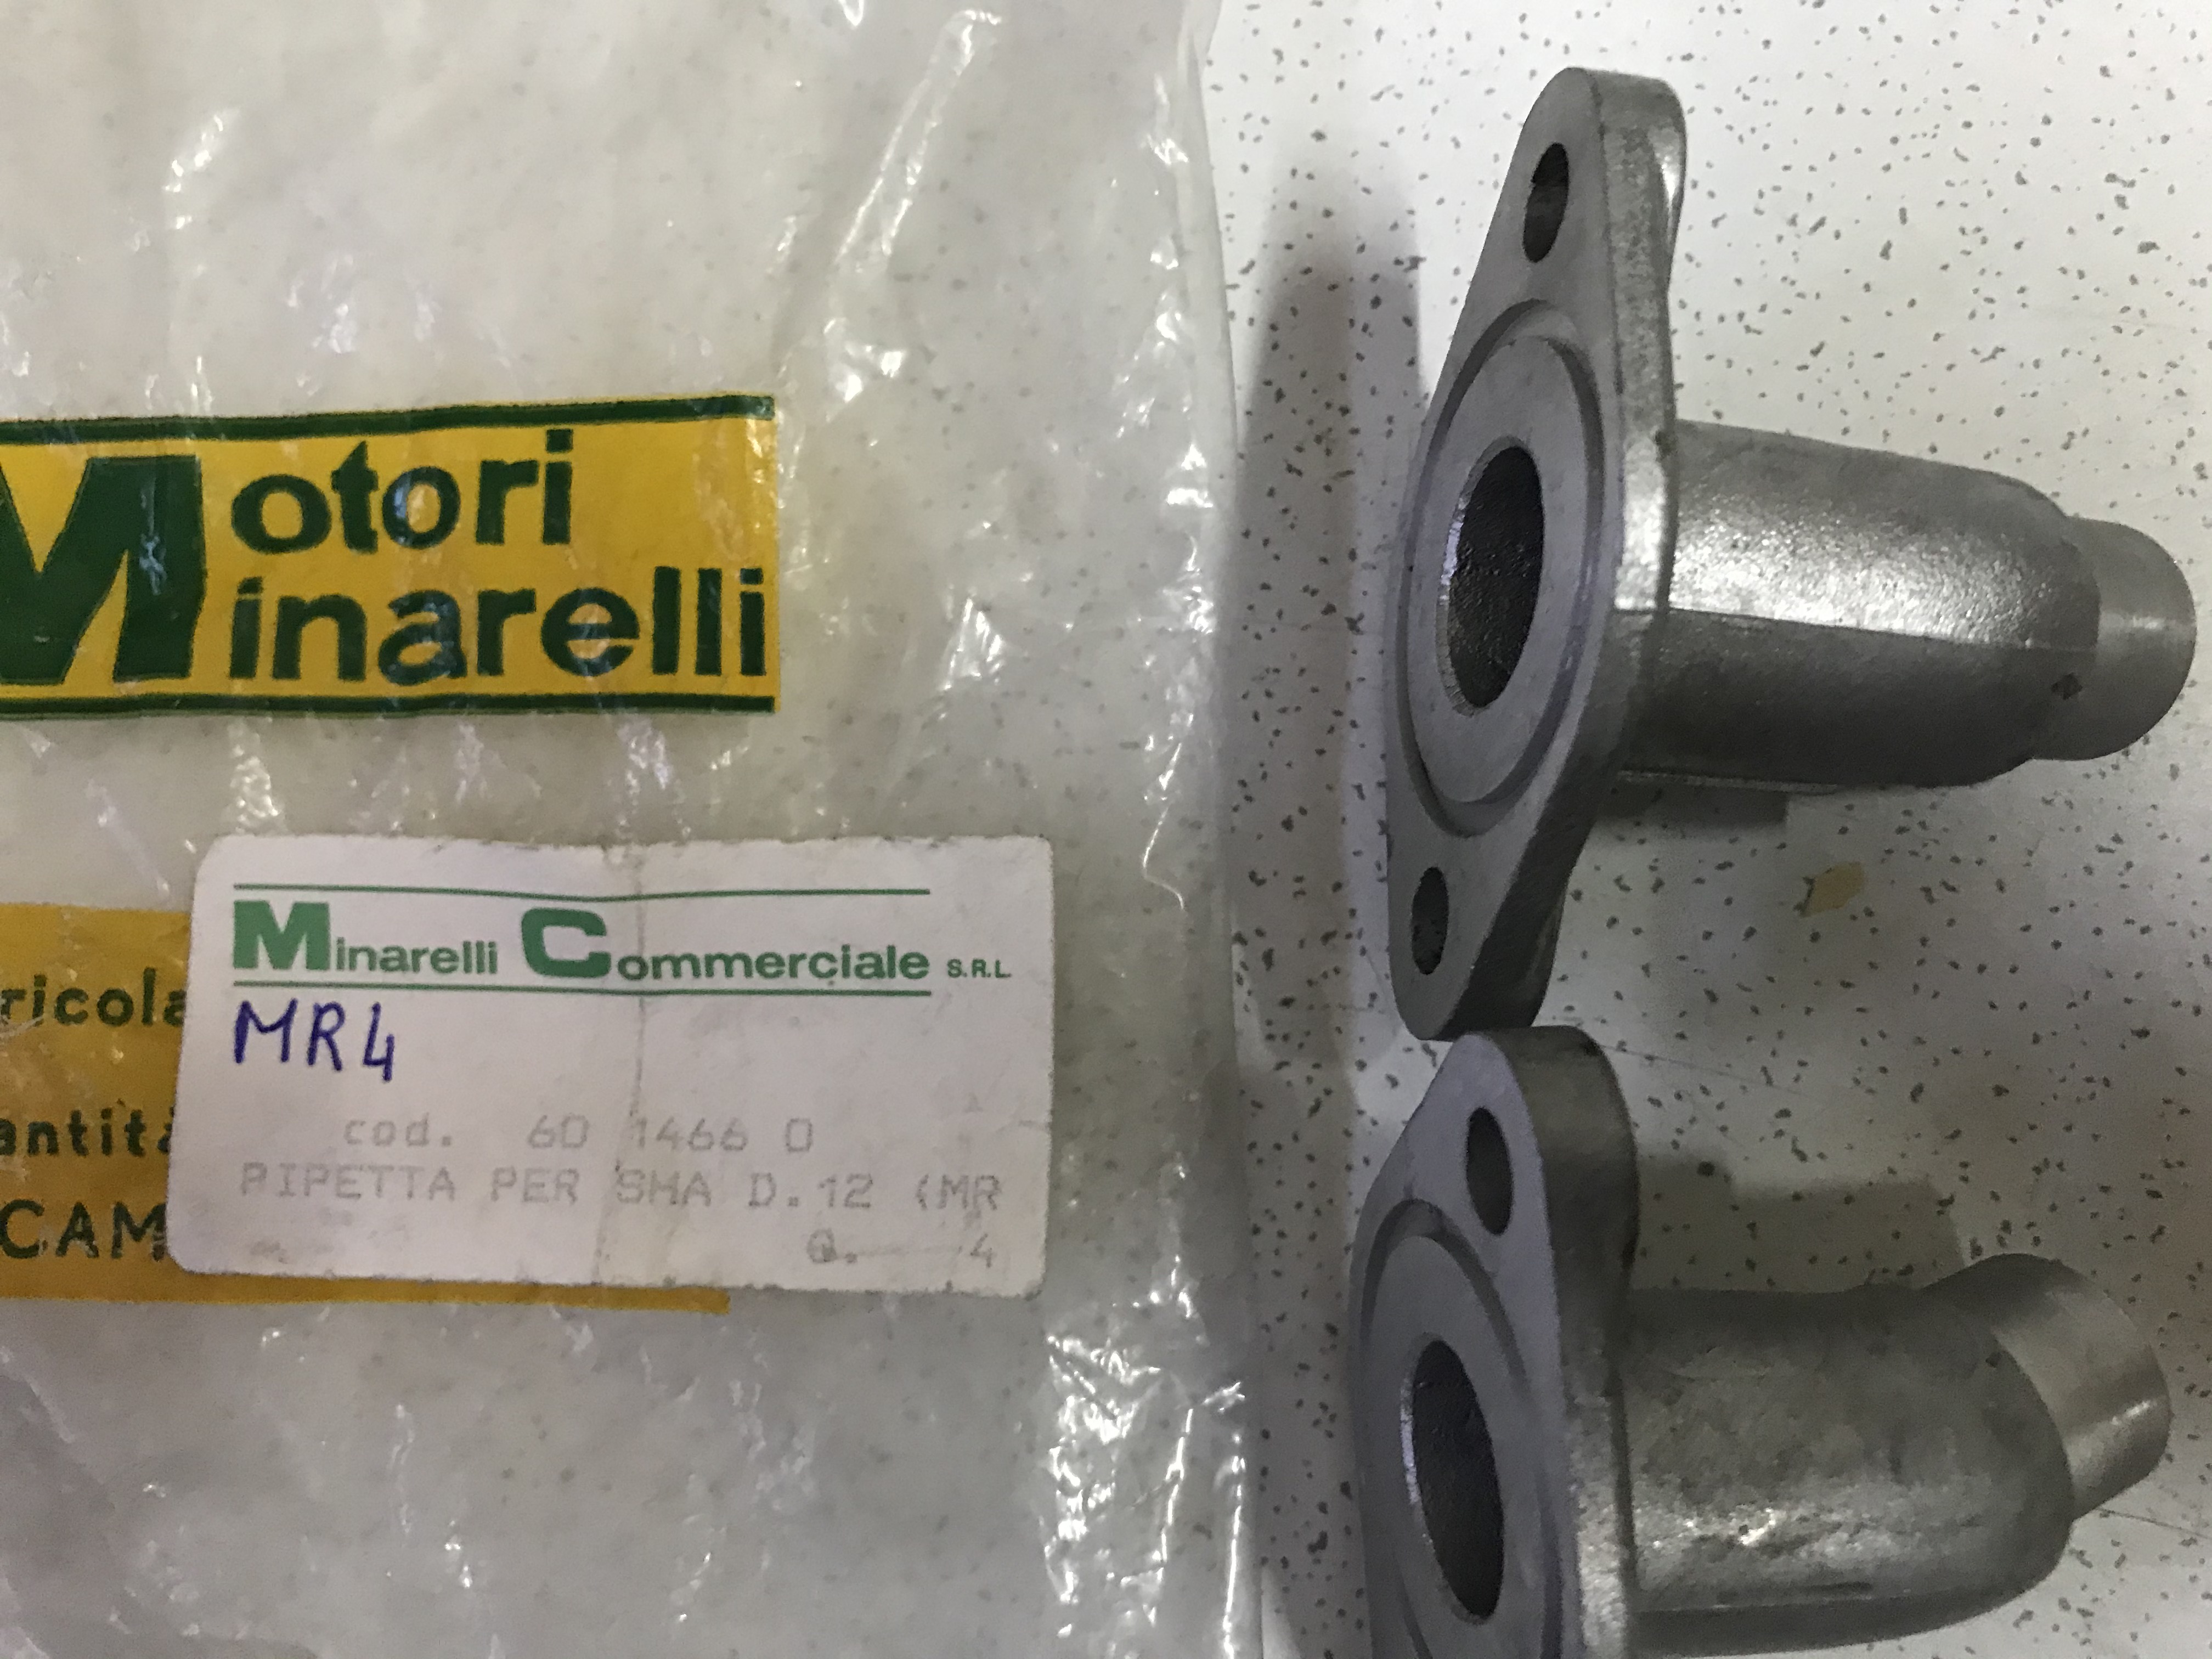 Motori
Minarelli
ricola
antità
CAM
Minarelli Commerciale S.R.L
MR4
cod. 60 1466 0
PIPETTA PER SHA D.12 (MR
Q. 4